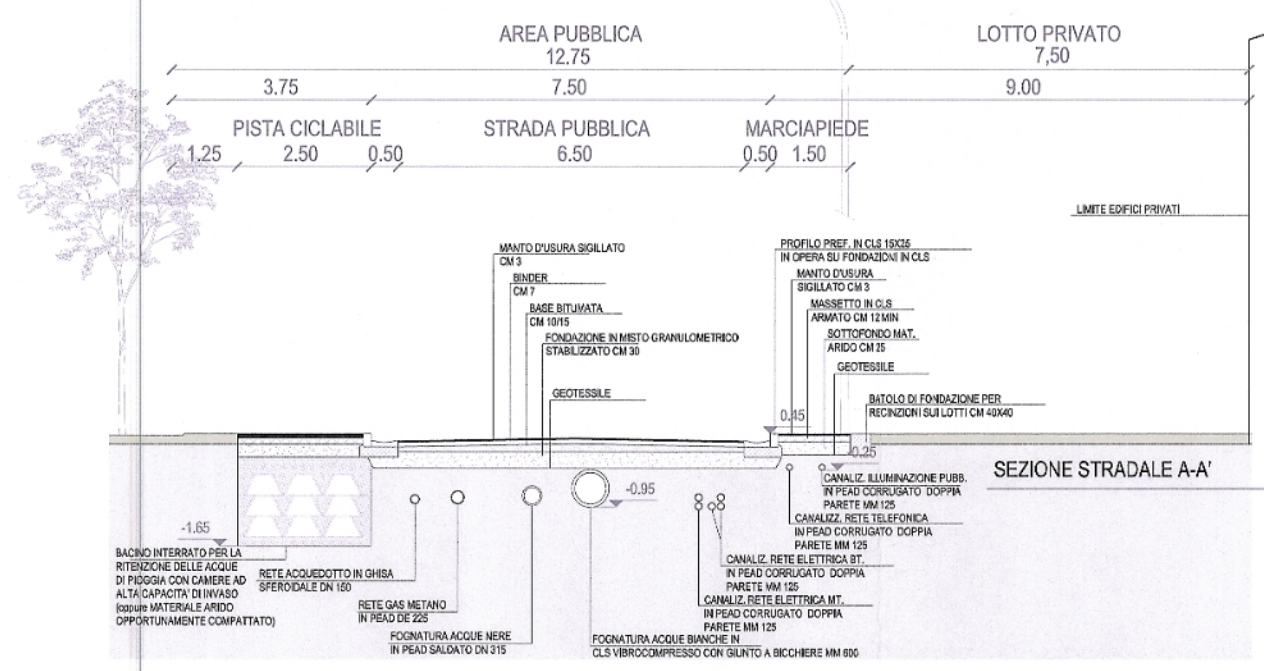 AREA PUBBLICA
12.75
LOTTO PRIVATO
7,50
3.75
7.50
9.00
PISTA CICLABILE
STRADA PUBBLICA
MARCIAPIEDE
1.25
2.50
0.50
6.50
0.50
1.50
LIMITE EDIFICI PRIVATI
MANTO D'USURA SIGILLATO
CM 3
BINDER
CM 7
BASE BITUMATA
CM 10/15
FONDAZIONE IN MISTO GRANULOMETRICO
STABILIZZATO CM 30
GEOTESSILE
PROFILO PREF. IN CLS 15X25
IN OPERA SU FONDAZIONI IN CLS
MANTO D'USURA
SIGILLATO CM 3
MASSETTO IN CLS
ARMATO CM 12 MIN
SOTTOFONDO MAT.
ARIDO CM 25
GEOTESSILE
BATOLO DI FONDAZIONE PER
RECINZIONI SUI LOTTI CM 40X40
0.45
-0.25
-0.95
-1.65
SEZIONE STRADALE A-A'
CANALIZ. ILLUMINAZIONE PUBB.
IN PEAD CORRUGATO DOPPIA
PARETE MM 125
CANALIZZ. RETE TELEFONICA
IN PEAD CORRUGATO DOPPIA
PARETE MM 125
CANALIZ. RETE ELETTRICA BT.
IN PEAD CORRUGATO DOPPIA
PARETE MM 125
CANALIZ. RETE ELETTRICA MT.
IN PEAD CORRUGATO DOPPIA
PARETE MM 125
BACINO INTERRATO PER LA
RITENZIONE DELLE ACQUE
DI PIOGGIA CON CAMERE AD
ALTA CAPACITA' DI INVASO
(oppure MATERIALE ARIDO
OPPORTUNAMENTE COMPATTATO)
RETE ACQUEDOTTO IN GHISA
SFEROIDALE DN 150
RETE GAS METANO
IN PEAD DE 225
FOGNATURA ACQUE NERE
IN PEAD SALDATO DN 315
FOGNATURA ACQUE BIANCHE IN
CLS VIBROCOMPRESSO CON GIUNTO A BICCHIERE MM 600